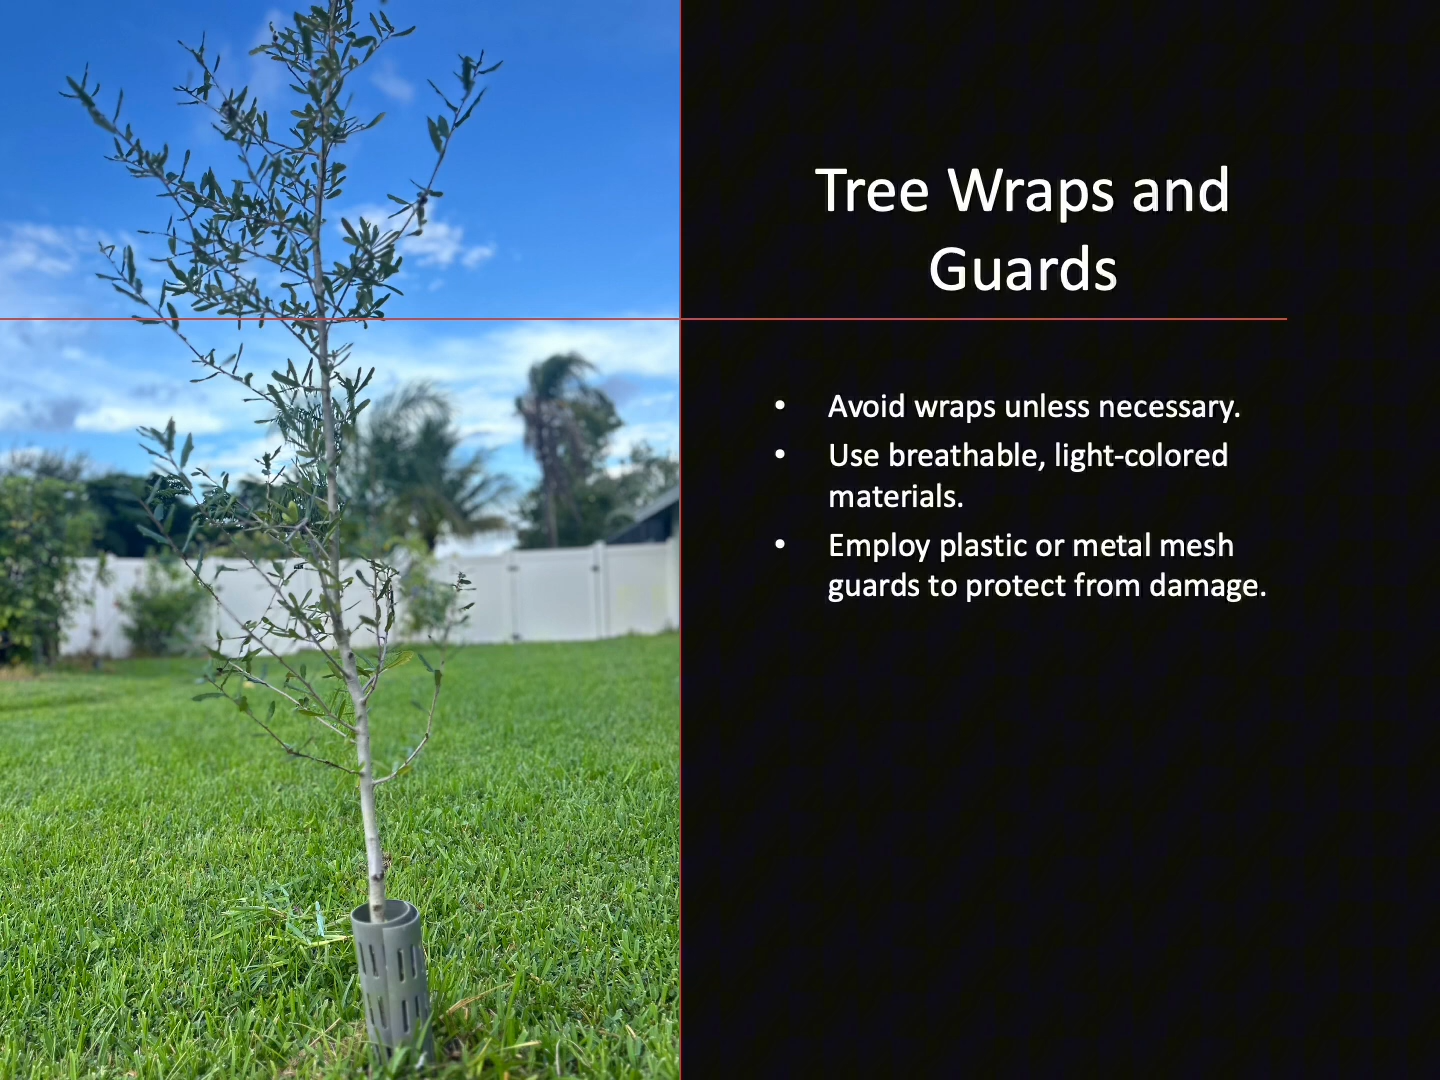 Tree Wraps and
Guards
• Avoid wraps unless necessary.
• Use breathable, light-colored
materials.
• Employ plastic or metal mesh
guards to protect from damage.